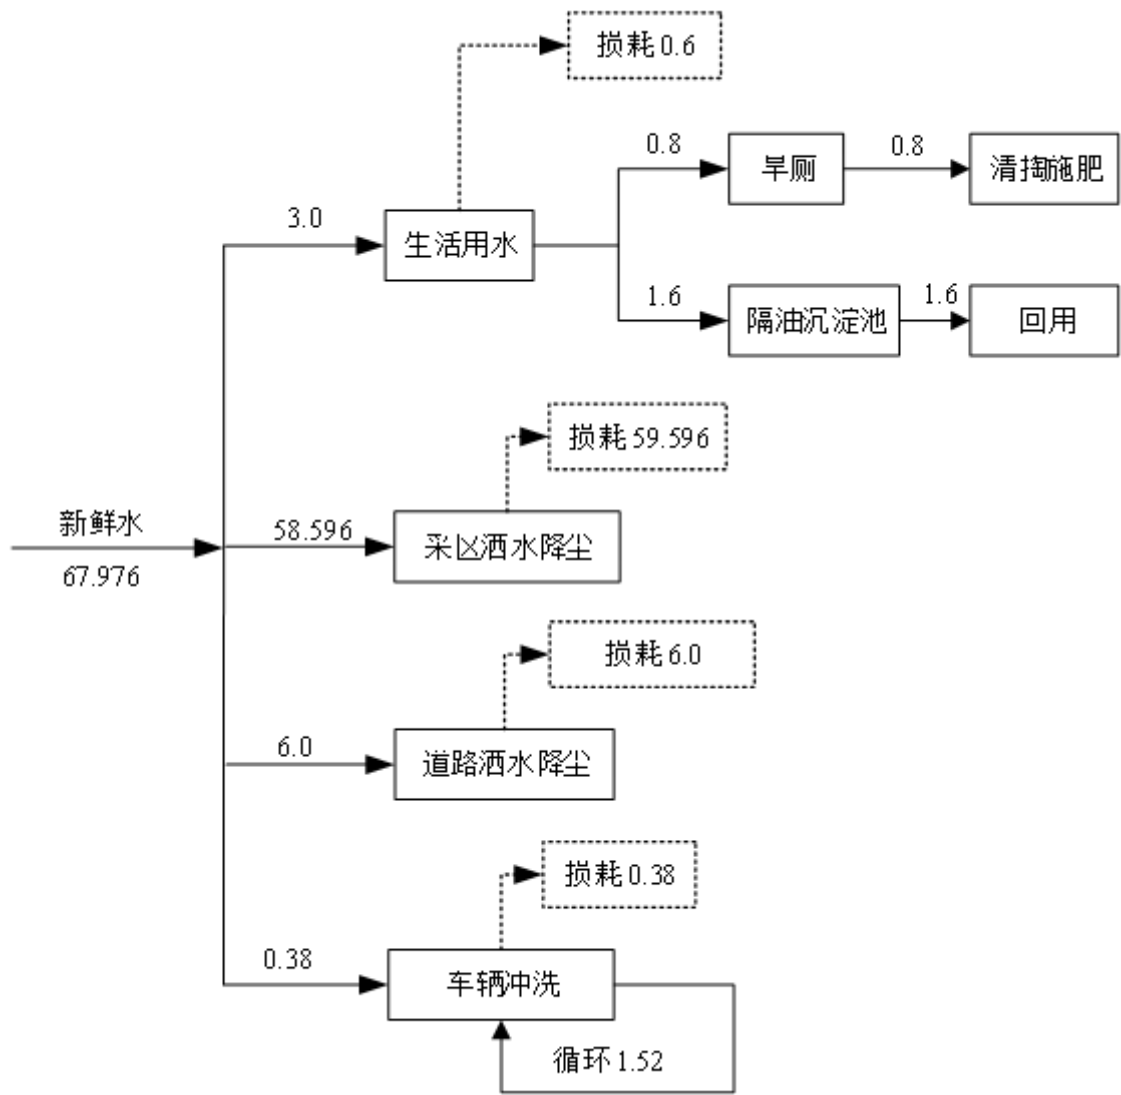 损耗 0.6
0.8
旱厕
0.8
清掏施肥
3.0
生活用水
1.6
隔油沉淀池
1.6
回用
损耗 59.596
新鲜水
67.976
58.596
采区洒水降尘
损耗 6.0
6.0
道路洒水降尘
损耗 0.38
0.38
车辆冲洗
循环 1.52